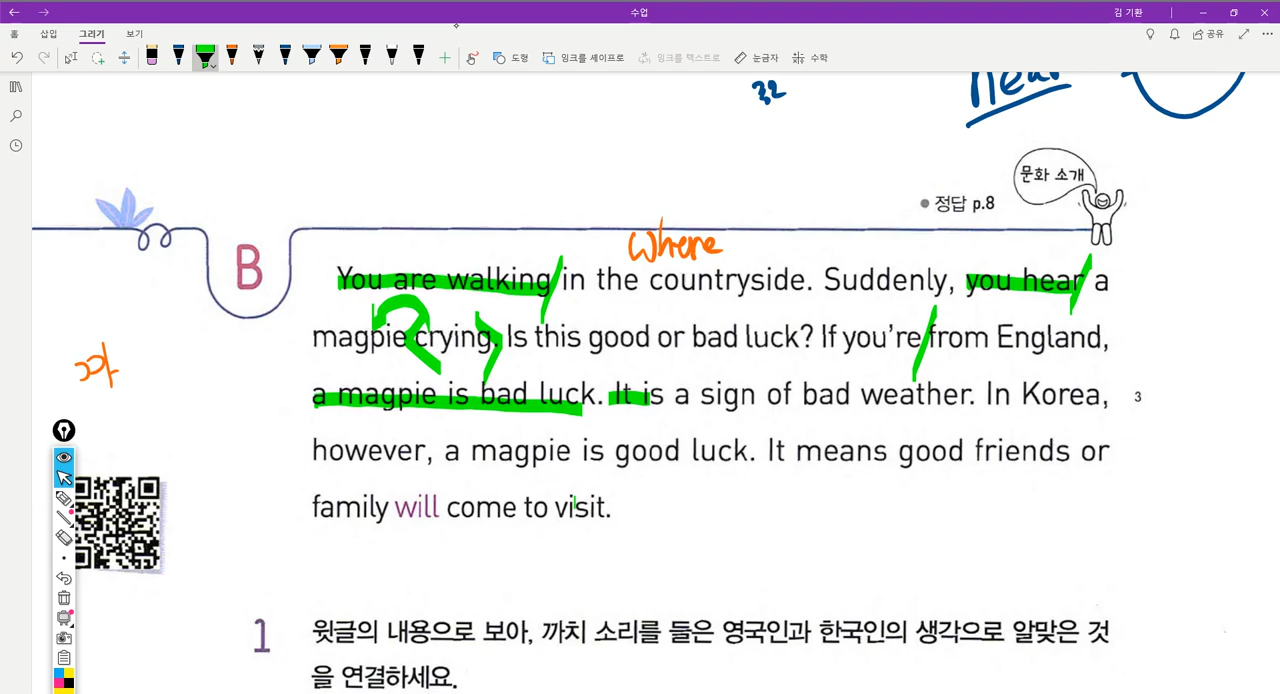 수업
김 기환
홈 삽입 그리기 보기
공유
도형 잉크를 셰이프로 잉크를 텍스트로 눈금자 수학
32
near
문화 소개
정답 p.8
where
B
You are walking in the countryside. Suddenly, you hear a
magpie crying. Is this good or bad luck? If you're from England,
a magpie is bad luck. It is a sign of bad weather. In Korea,
3
however, a magpie is good luck. It means good friends or
family will come to visit.
1 윗글의 내용으로 보아, 까치 소리를 들은 영국인과 한국인의 생각으로 알맞은 것
을 연결하세요.